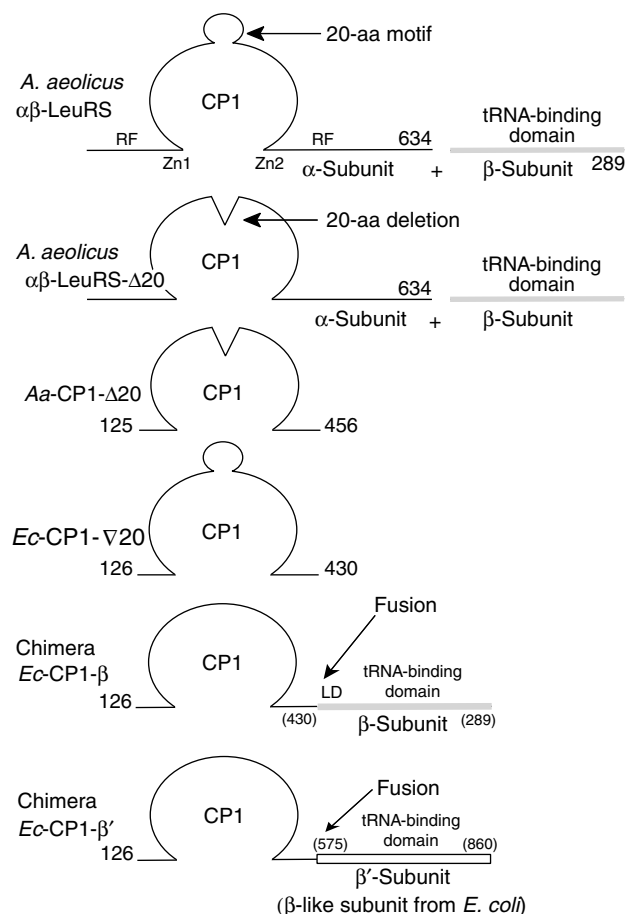 20-aa motif
A. aeolicus
αβ-LeuRS
CP1
RF
RF
634
tRNA-binding
domain
Zn1
Zn2
α-Subunit
+
β-Subunit
289
20-aa deletion
A. aeolicus
αβ-LeuRS-Δ20
CP1
634
tRNA-binding
domain
α-Subunit
+
β-Subunit
Aa-CP1-Δ20
CP1
125
456
Ec-CP1-∇20
CP1
126
430
Fusion
Chimera
Ec-CP1-β
CP1
126
LD
tRNA-binding
domain
(430)
β-Subunit
(289)
Fusion
Chimera
Ec-CP1-β′
CP1
126
(575)
tRNA-binding
domain
(860)
β′-Subunit
(β-like subunit from E. coli)